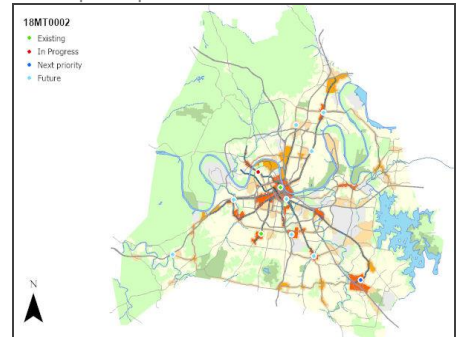 18MT0002
Existing
In Progress
Next priority
Future
N